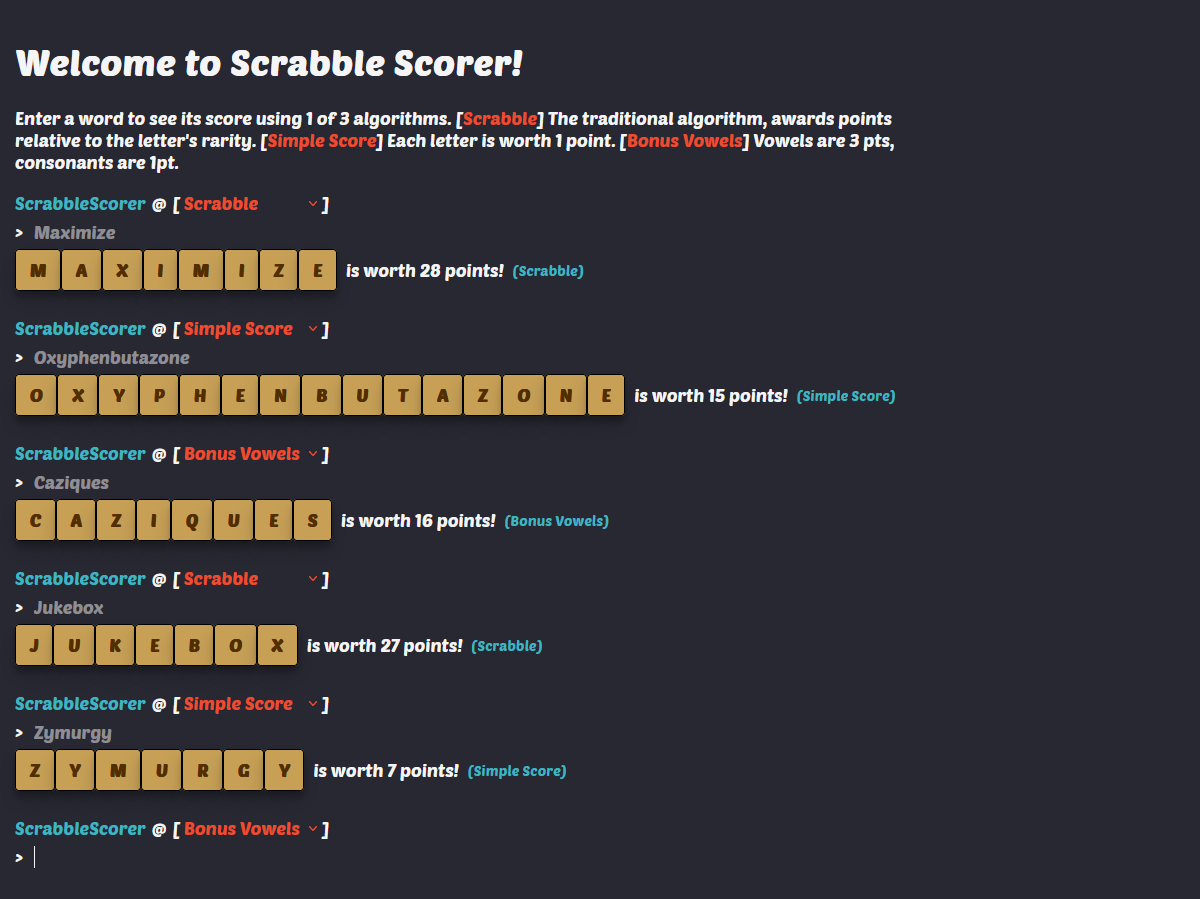 Welcome to Scrabble Scorer!
Enter a word to see its score using 1 of 3 algorithms. [Scrabble] The traditional algorithm, awards points
relative to the letter's rarity. [Simple Score] Each letter is worth 1 point. [Bonus Vowels] Vowels are 3 pts,
consonants are 1pt.
ScrabbleScorer @ [ Scrabble ]
> Maximize
M A X I M I Z E is worth 28 points! (Scrabble)
ScrabbleScorer @ [ Simple Score ]
> Oxyphenbutazone
O X Y P H E N B U T A Z O N E is worth 15 points! (Simple Score)
ScrabbleScorer @ [ Bonus Vowels ]
> Caziques
C A Z I Q U E S is worth 16 points! (Bonus Vowels)
ScrabbleScorer @ [ Scrabble ]
> Jukebox
J U K E B O X is worth 27 points! (Scrabble)
ScrabbleScorer @ [ Simple Score ]
> Zymurgy
Z Y M U R G Y is worth 7 points! (Simple Score)
ScrabbleScorer @ [ Bonus Vowels ]
>